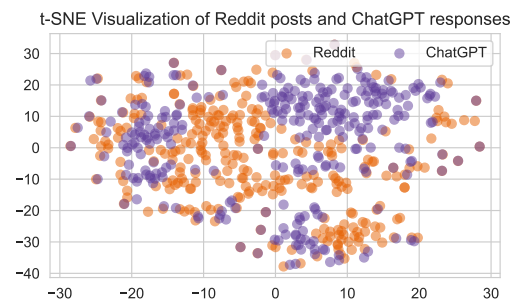 t-SNE Visualization of Reddit posts and ChatGPT responses
Reddit ChatGPT
30
20
10
0
−10
−20
−30
−40
−30 −20 −10 0 10 20 30